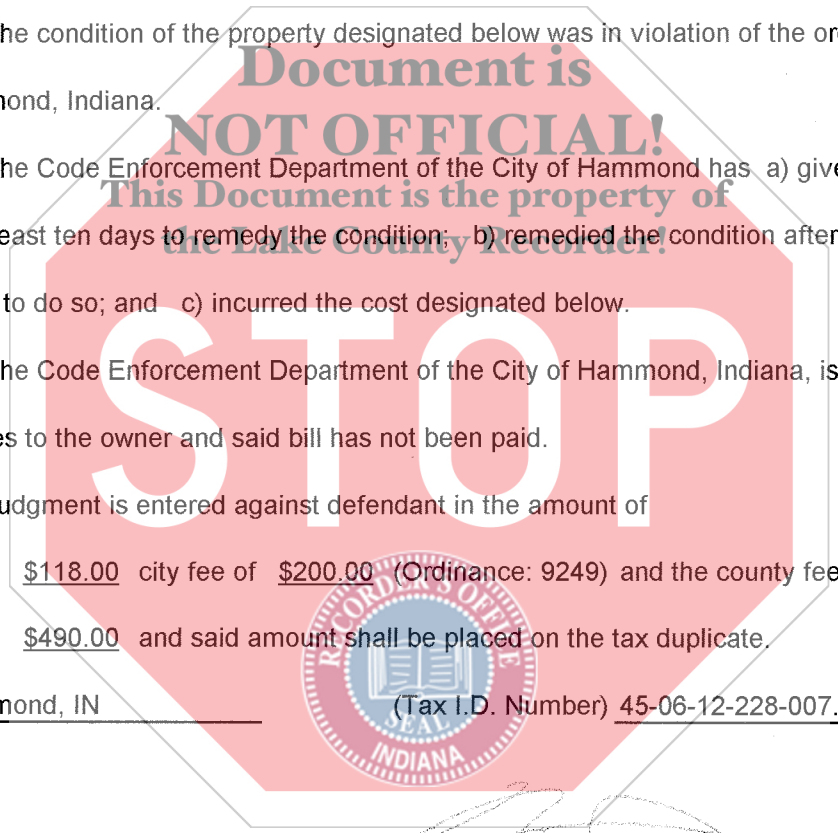 he condition of the property designated below was in violation of the or
Document is
ond, Indiana.
NOT OFFICIAL!
he Code Enforcement Department of the City of Hammond has a) give
This Document is the property of
east ten days to remedy the condition; b) remedied the condition after
the Lake County Recorder!
to do so; and c) incurred the cost designated below.
STOP
he Code Enforcement Department of the City of Hammond, Indiana, is
es to the owner and said bill has not been paid.
udgment is entered against defendant in the amount of
$118.00 city fee of $200.00 (Ordinance: 9249) and the county fee
$490.00 and said amount shall be placed on the tax duplicate.
mond, IN (Tax I.D. Number) 45-06-12-228-007.
RECORDER'S OFFICE
SEAL
INDIANA